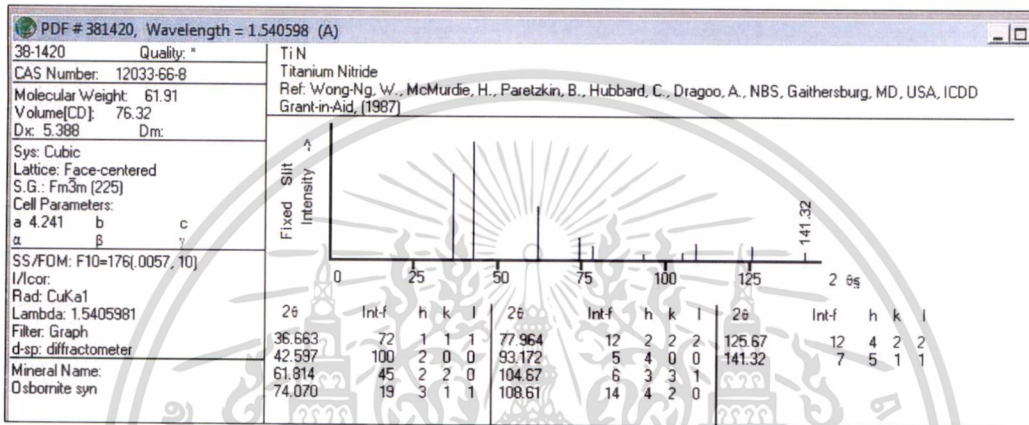 PDF # 381420, Wavelength = 1.540598 (A)
38-1420 Quality: *
CAS Number: 12033-66-8
Molecular Weight: 61.91
Volume[CD]: 76.32
Dx: 5.388 Dm:
Sys: Cubic
Lattice: Face-centered
S.G.: Fm3̅m (225)
Cell Parameters:
a 4.241 b c
α β γ
SS/FOM: F10=176(.0057, 10)
I/Icor:
Rad: CuKa1
Lambda: 1.5405981
Filter: Graph
d-sp: diffractometer
Mineral Name:
Osbornite syn
Ti N
Titanium Nitride
Ref: Wong-Ng, W., McMurdie, H., Paretzkin, B., Hubbard, C., Dragoo, A., NBS, Gaithersburg, MD, USA, ICDD
Grant-in-Aid, (1987)
Fixed Slit
Intensity ->
141.32
0 25 50 75 100 125 2 θ§
2θ Int-f h k l 2θ Int-f h k l 2θ Int-f h k l
36.663 72 1 1 1 77.964 12 2 2 2 125.67 12 4 2 2
42.597 100 2 0 0 93.172 5 4 0 0 141.32 7 5 1 1
61.814 45 2 2 0 104.67 6 3 3 1
74.070 19 3 1 1 108.61 14 4 2 0